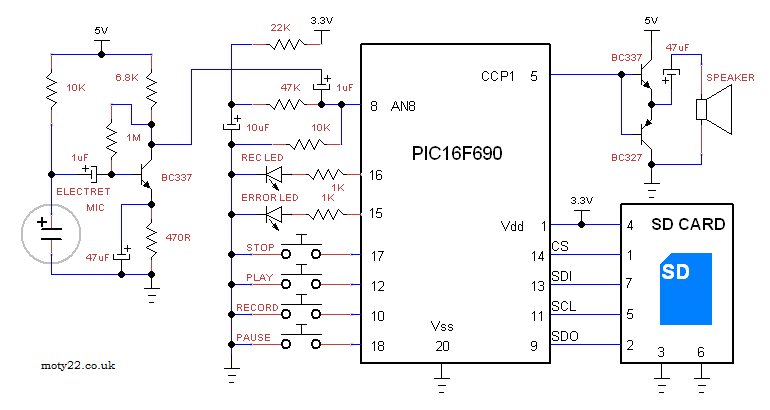 5V
22K
3.3V
5V
BC337
47uF
10K
6.8K
47K
1uF
CCP1
5
SPEAKER
8
AN8
10uF
10K
1M
1uF
REC LED
PIC16F690
BC337
BC327
16
1K
ELECTRET
MIC
ERROR LED
1K
15
3.3V
Vdd
1
4
SD CARD
+
470R
47uF
STOP
17
14
CS
1
SD
PLAY
12
13
SDI
7
RECORD
10
11
SCL
5
Vss
PAUSE
18
20
9
SDO
2
3
6
moty22.co.uk